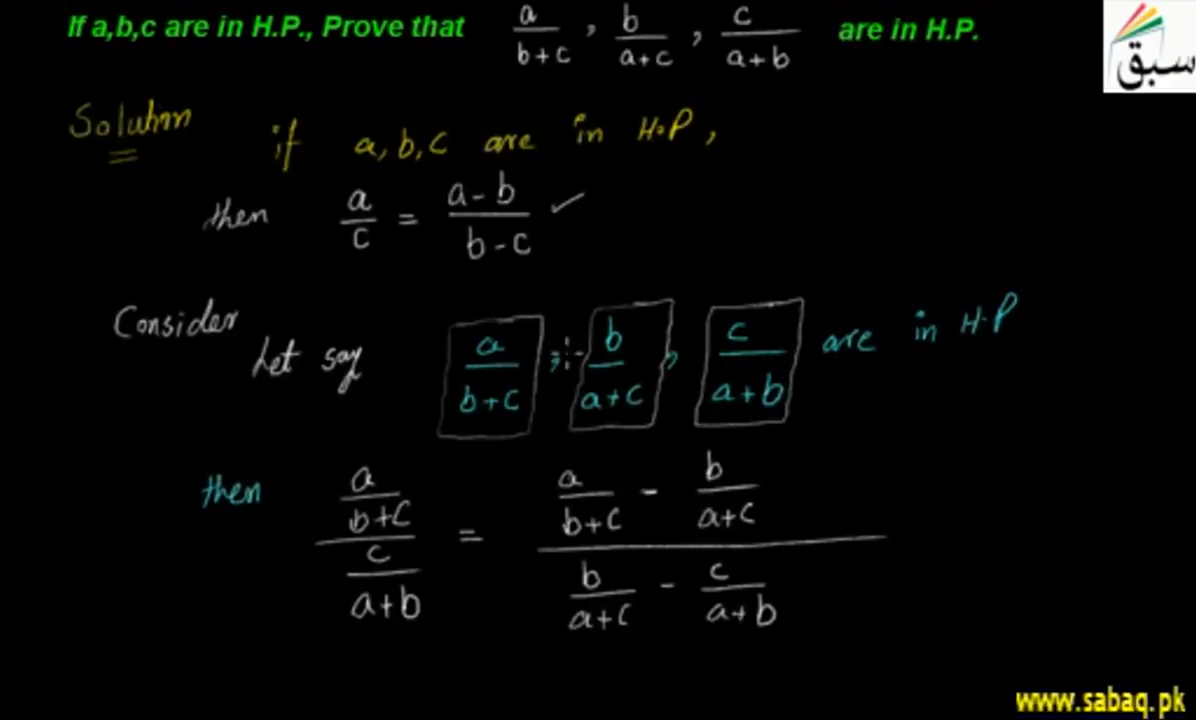 If a,b,c are in H.P., Prove that a/(b+c), b/(a+c), c/(a+b) are in H.P.
سبق
Solution if a, b, c are in H.P,
then a/c = (a-b)/(b-c) ✓
Consider
Let say a/(b+c), b/(a+c), c/(a+b) are in H.P
then (a/(b+c))/(c/(a+b)) = (a/(b+c) - b/(a+c))/(b/(a+c) - c/(a+b))
www.sabaq.pk